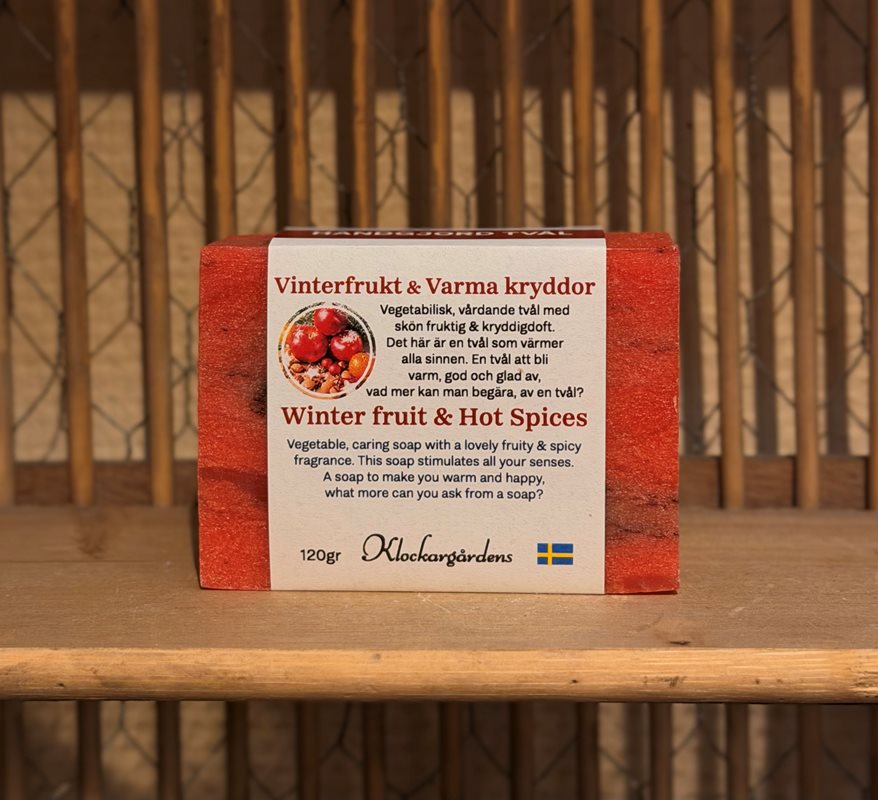 HANDGJORD TVÅL
Vinterfrukt & Varma kryddor
Vegetabilisk, vårdande tvål med
skön fruktig & kryddigdoft.
Det här är en tvål som värmer
alla sinnen. En tvål att bli
varm, god och glad av,
vad mer kan man begära, av en tvål?
Winter fruit & Hot Spices
Vegetable, caring soap with a lovely fruity & spicy
fragrance. This soap stimulates all your senses.
A soap to make you warm and happy,
what more can you ask from a soap?
120gr Klockargårdens